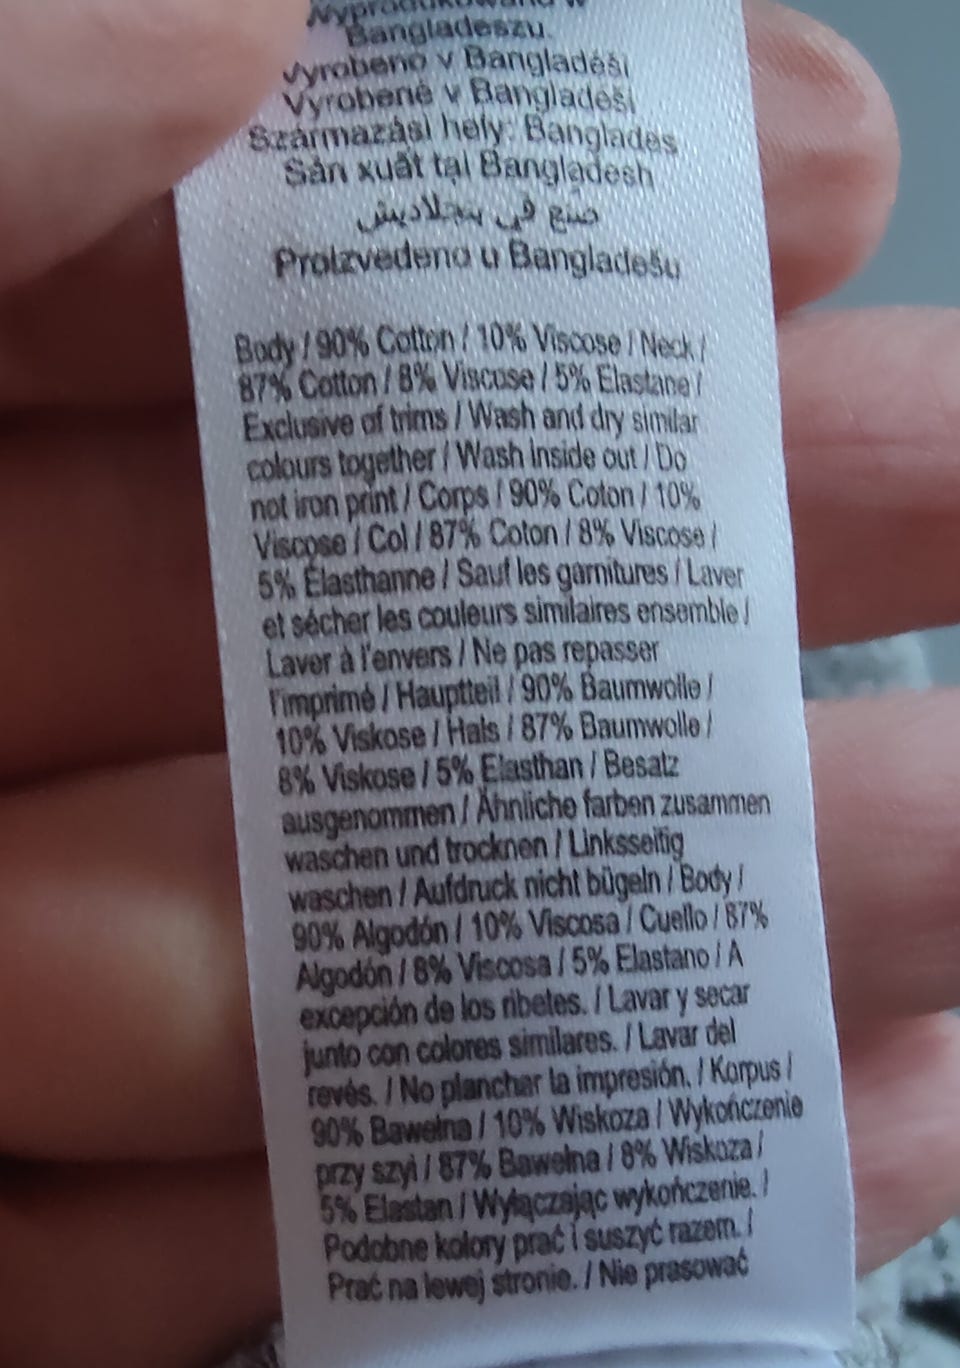 Wyprodukowano w
Bangladeszu.
Vyrobeno v Bangladéši
Vyrobené v Bangladéši
Származási hely: Banglades
Sản xuất tại Bangladesh
صنع في بنجلاديش
Proizvedeno u Bangladešu
Body / 90% Cotton / 10% Viscose / Neck /
87% Cotton / 8% Viscose / 5% Elastane /
Exclusive of trims / Wash and dry similar
colours together / Wash inside out / Do
not iron print / Corps / 90% Coton / 10%
Viscose / Col / 87% Coton / 8% Viscose /
5% Élasthanne / Sauf les garnitures / Laver
et sécher les couleurs similaires ensemble /
Laver à l'envers / Ne pas repasser
l'imprimé / Hauptteil / 90% Baumwolle /
10% Viskose / Hals / 87% Baumwolle /
8% Viskose / 5% Elasthan / Besatz
ausgenommen / Ähnliche farben zusammen
waschen und trocknen / Linksseitig
waschen / Aufdruck nicht bügeln / Body /
90% Algodón / 10% Viscosa / Cuello / 87%
Algodón / 8% Viscosa / 5% Elastano / A
excepción de los ribetes. / Lavar y secar
junto con colores similares. / Lavar del
revés. / No planchar la impresión. / Korpus /
90% Bawełna / 10% Wiskoza / Wykończenie
przy szyi / 87% Bawełna / 8% Wiskoza /
5% Elastan / Wyłączając wykończenie. /
Podobne kolory prać i suszyć razem. /
Prać na lewej stronie. / Nie prasować